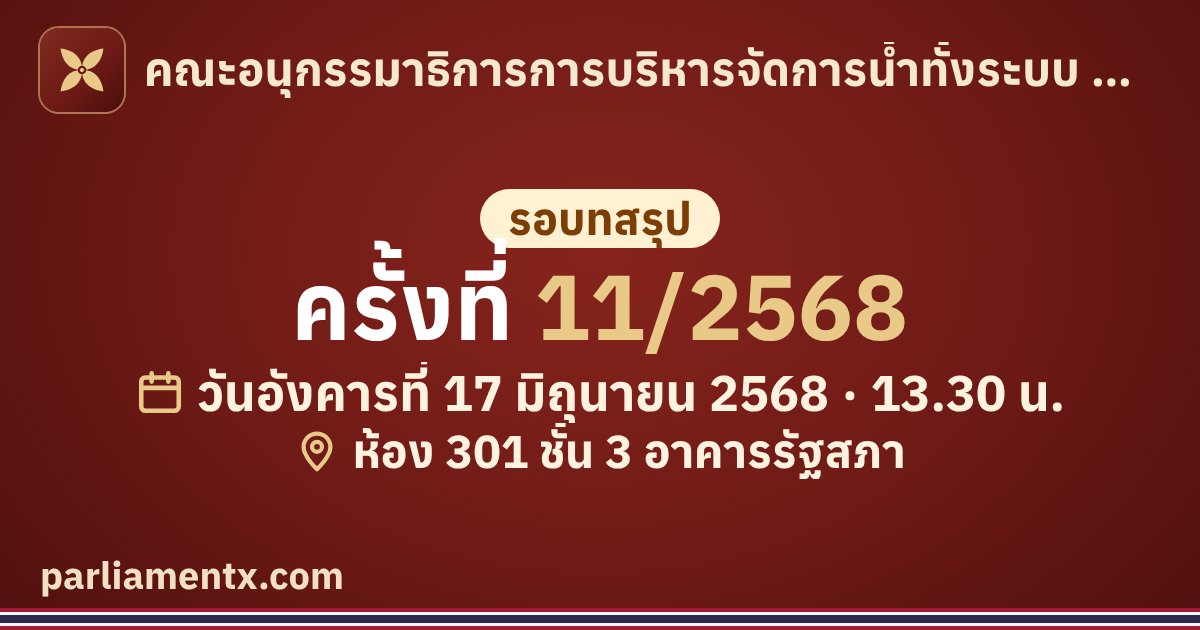 คณะอนุกรรมาธิการการบริหารจัดการน้ำทั้งระบบ ...
รอบทสรุป
ครั้งที่ 11/2568
วันอังคารที่ 17 มิถุนายน 2568 · 13.30 น.
ห้อง 301 ชั้น 3 อาคารรัฐสภา
parliamentx.com